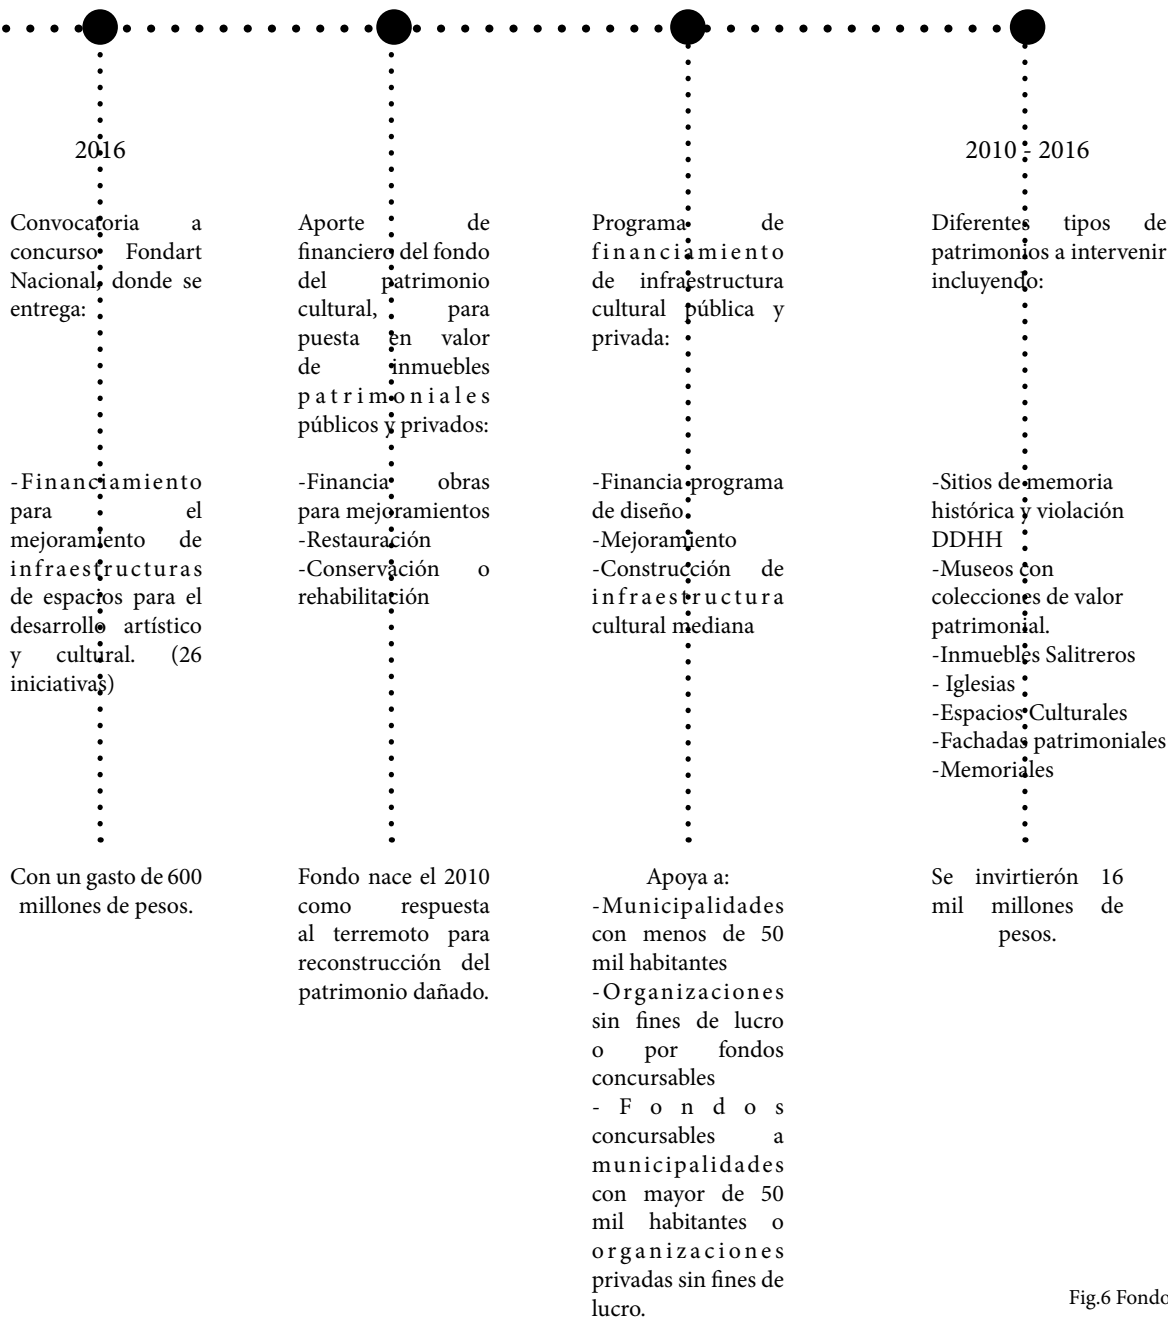 2016
Convocatoria a
concurso Fondart
Nacional, donde se
entrega:
-Financiamiento
para el
mejoramiento de
infraestructuras
de espacios para el
desarrollo artístico
y cultural. (26
iniciativas)
Con un gasto de 600
millones de pesos.
Aporte de
financiero del fondo
del patrimonio
cultural, para
puesta en valor
de inmuebles
patrimoniales
públicos y privados:
-Financia obras
para mejoramientos
-Restauración
-Conservación o
rehabilitación
Fondo nace el 2010
como respuesta
al terremoto para
reconstrucción del
patrimonio dañado.
Programa de
financiamiento
de infraestructura
cultural pública y
privada:
-Financia programa
de diseño
-Mejoramiento
-Construcción de
infraestructura
cultural mediana
Apoya a:
-Municipalidades
con menos de 50
mil habitantes
-Organizaciones
sin fines de lucro
o por fondos
concursables
- Fondos
concursables a
municipalidades
con mayor de 50
mil habitantes o
organizaciones
privadas sin fines de
lucro.
2010 - 2016
Diferentes tipos de
patrimonios a intervenir
incluyendo:
-Sitios de memoria
histórica y violación
DDHH
-Museos con
colecciones de valor
patrimonial.
-Inmuebles Salitreros
- Iglesias
-Espacios Culturales
-Fachadas patrimoniales
-Memoriales
Se invirtierón 16
mil millones de
pesos.
Fig.6 Fondo